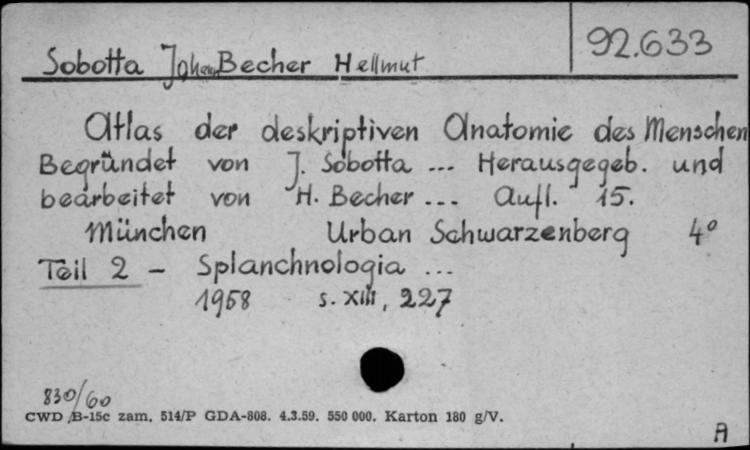 92.633
Sobotta Johan Becher Hellmut
Atlas der deskriptiven Anatomie des Menschen
Begründet von J. Sobotta ... Herausgegeb. und
bearbeitet von H. Becher ... Aufl. 15.
München Urban Schwarzenberg 4°
Teil 2 - Splanchnologia ...
1958 s. XIII, 227
830/60
CWD B-15c zam. 514/P GDA-808. 4.3.59. 550 000. Karton 180 g/V.
A